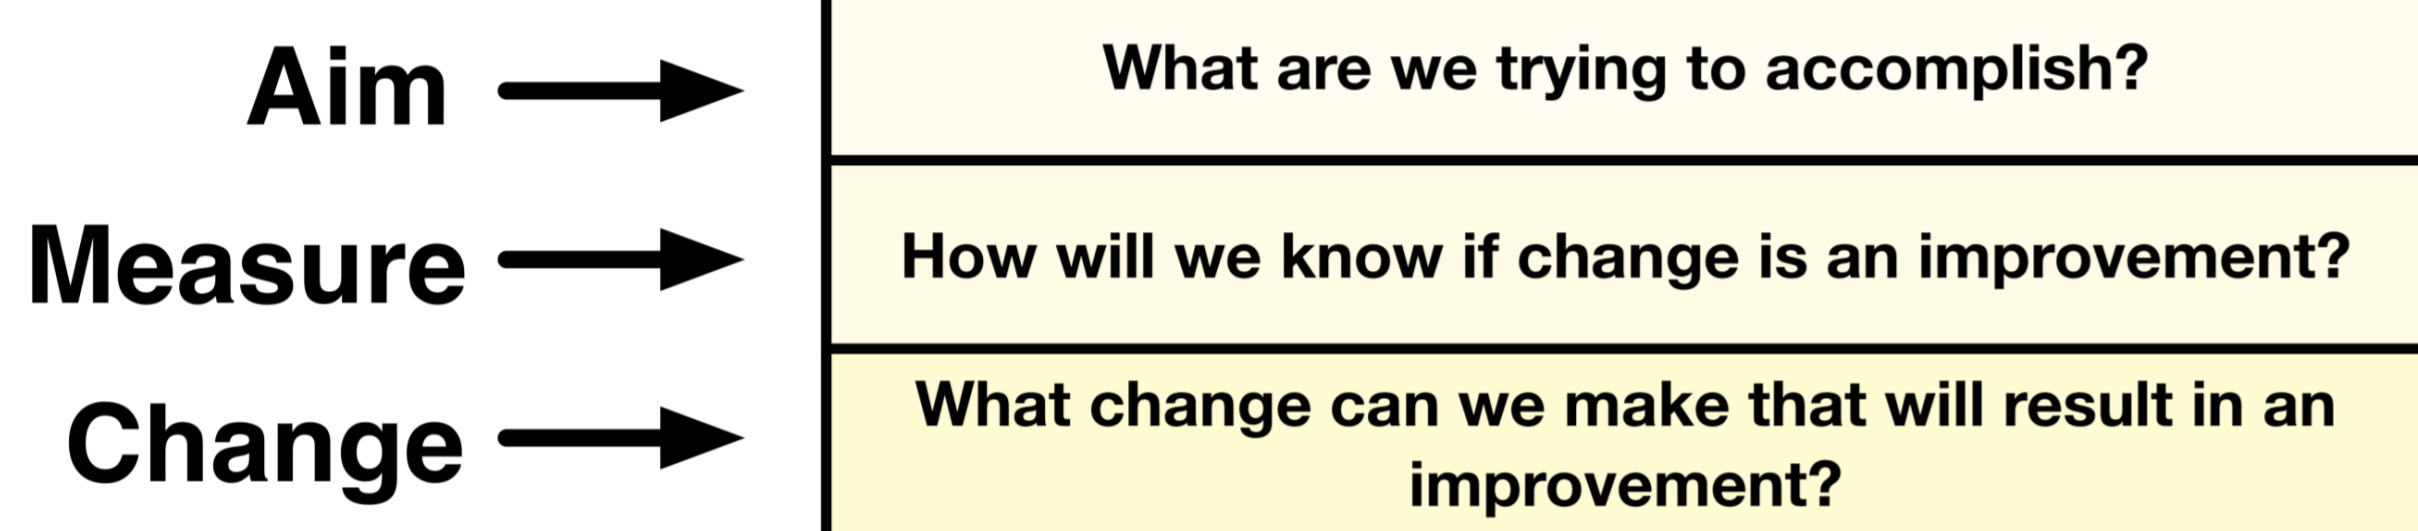 Aim
What are we trying to accomplish?
Measure
How will we know if change is an improvement?
Change
What change can we make that will result in an
improvement?